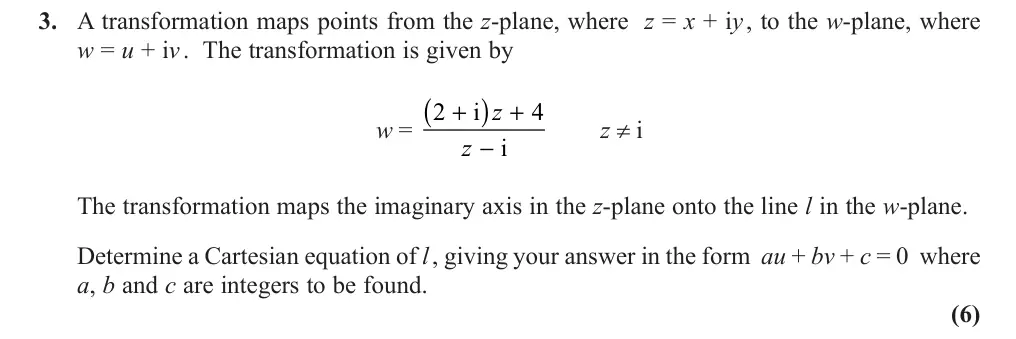 3. A transformation maps points from the z-plane, where z = x + iy, to the w-plane, where
w = u + iv. The transformation is given by
w = ((2 + i)z + 4)/(z − i)    z ≠ i
The transformation maps the imaginary axis in the z-plane onto the line l in the w-plane.
Determine a Cartesian equation of l, giving your answer in the form au + bv + c = 0 where
a, b and c are integers to be found.
(6)